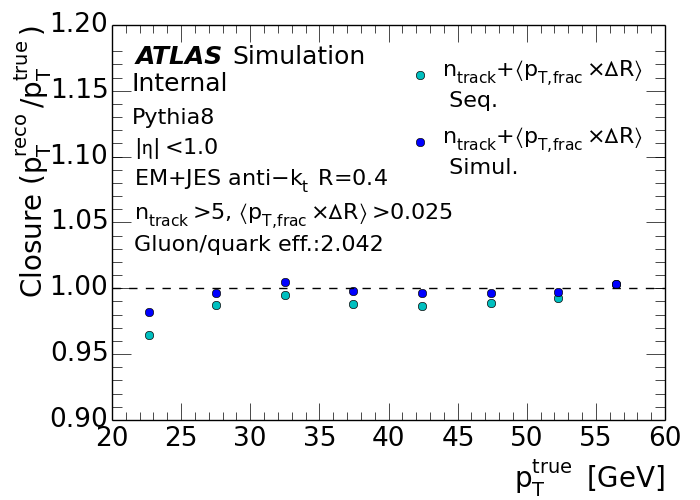 ATLAS Simulation
Internal
Pythia8
|η| <1.0
EM+JES anti−k_t R=0.4
n_track >5, ⟨p_T,frac ×ΔR⟩ >0.025
Gluon/quark eff.:2.042
n_track+⟨p_T,frac ×ΔR⟩
Seq.
n_track+⟨p_T,frac ×ΔR⟩
Simul.
Closure (p_T^reco /p_T^true )
1.20
1.15
1.10
1.05
1.00
0.95
0.90
20 25 30 35 40 45 50 55 60
p_T^true [GeV]